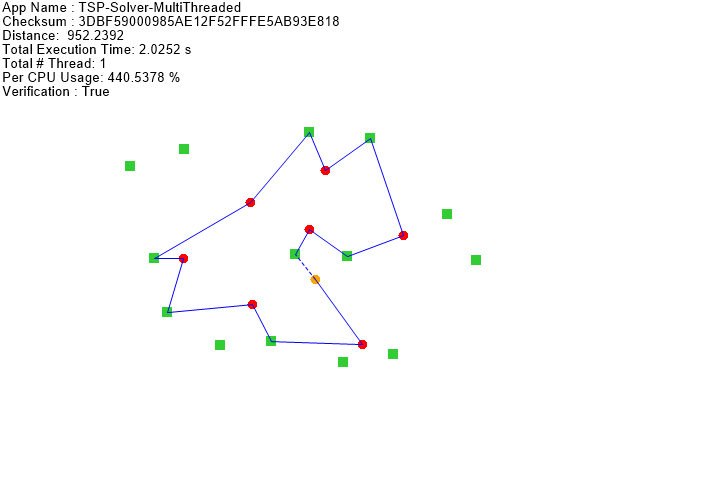 App Name : TSP-Solver-MultiThreaded
Checksum : 3DBF59000985AE12F52FFFE5AB93E818
Distance:  952.2392
Total Execution Time: 2.0252 s
Total # Thread: 1
Per CPU Usage: 440.5378 %
Verification : True